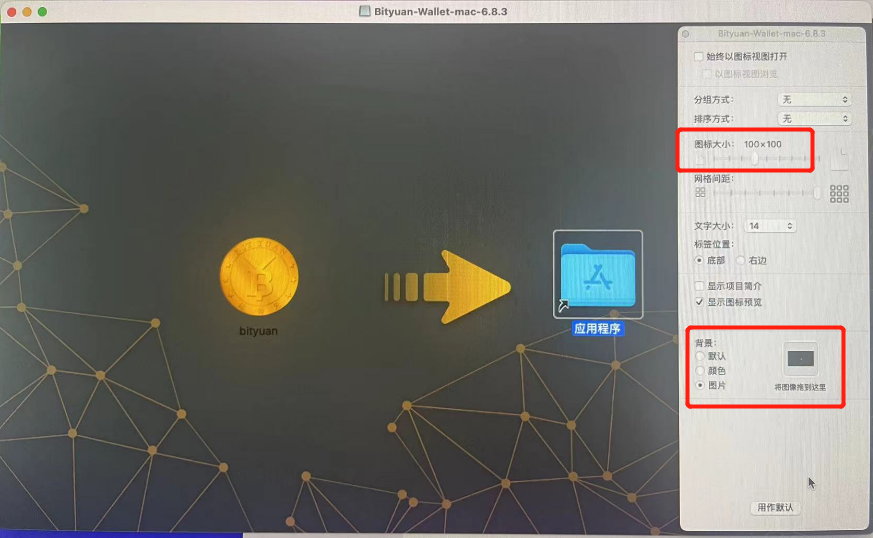 Bityuan-Wallet-mac-6.8.3
Bityuan-Wallet-mac-6.8.3
始终以图标视图打开
以图标视图浏览
分组方式： 无
排序方式： 无
图标大小： 100×100
网格间距：
文字大小： 14
标签位置：
底部 右边
显示项目简介
显示图标预览
背景：
默认
颜色
图片
将图像拖到这里
用作默认
bityuan
应用程序